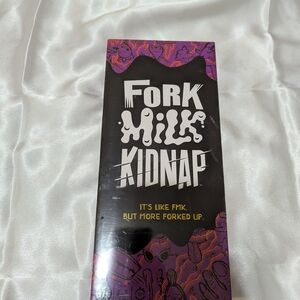 FORK
MILK
KIDNAP
IT'S LIKE FMK,
BUT MORE FORKED UP.